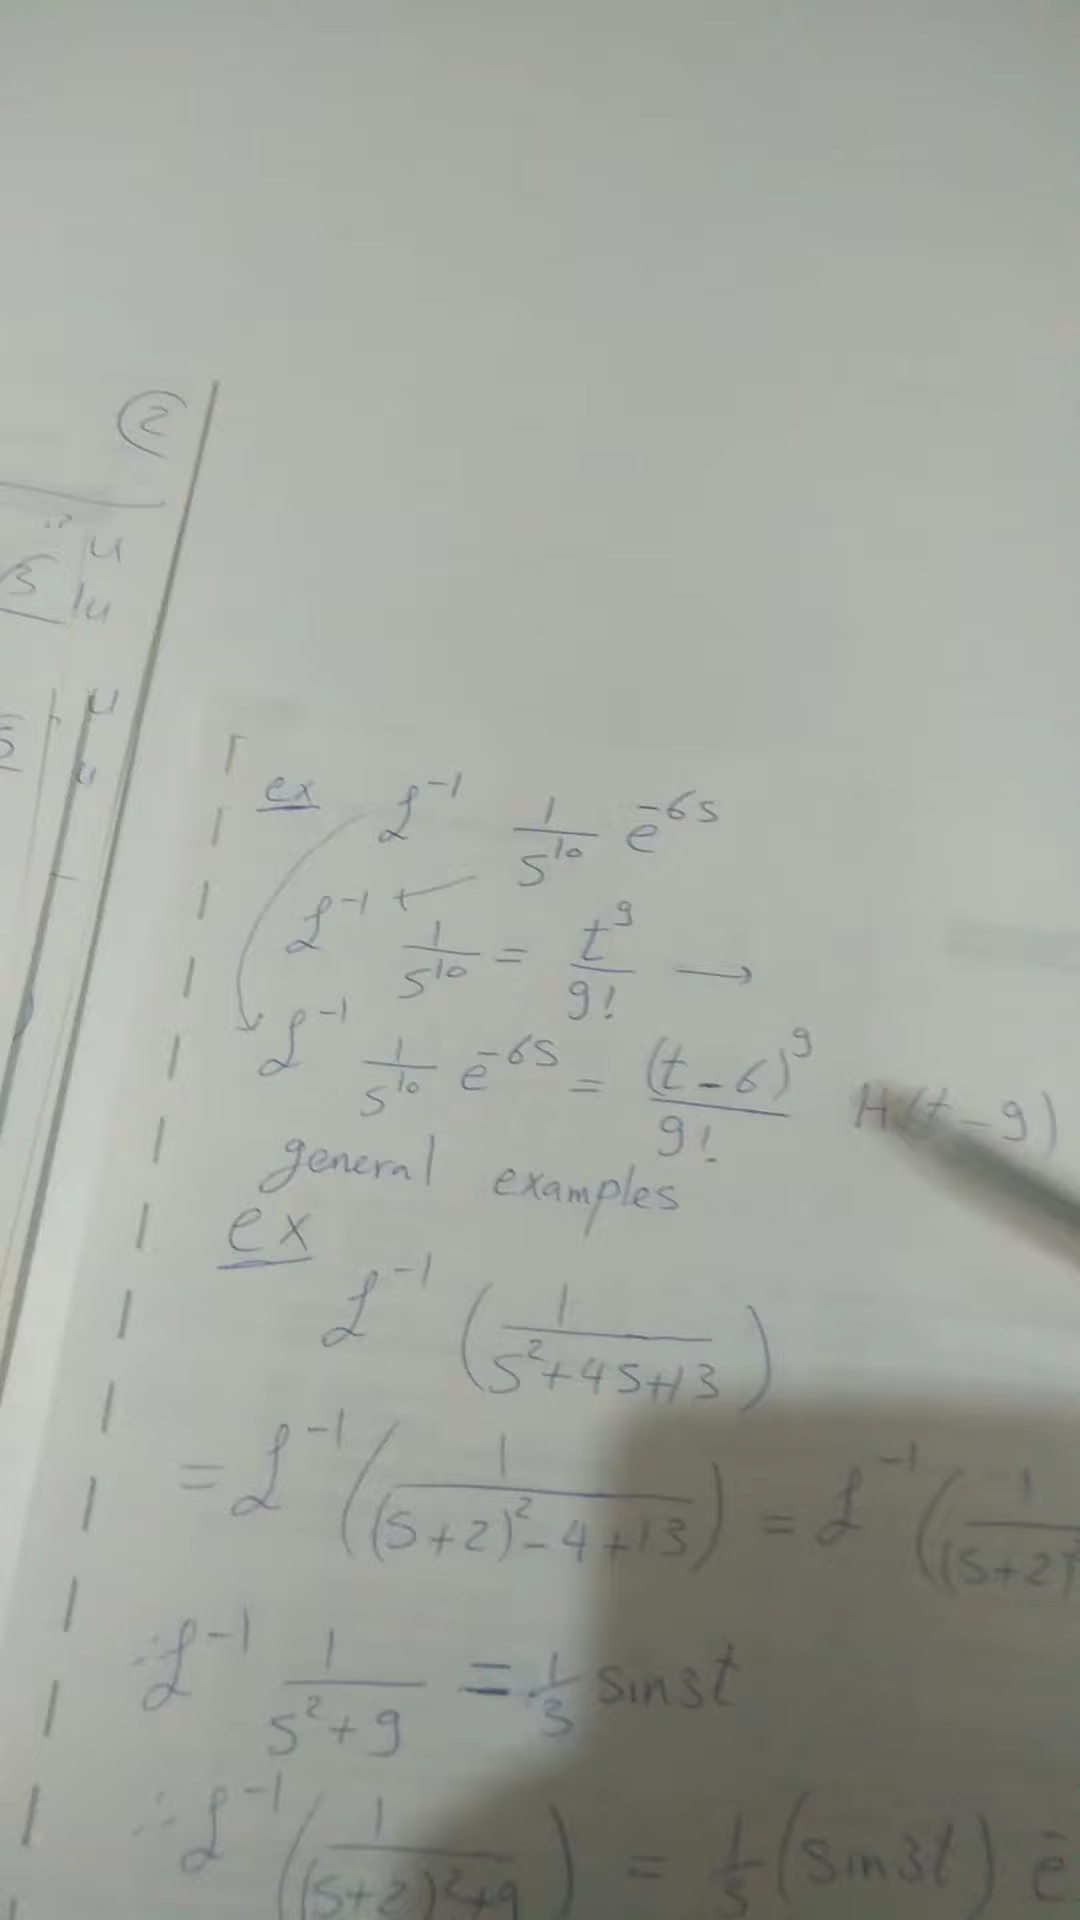 ②
ex ℒ⁻¹ 1/s¹⁰ e⁻⁶ˢ
ℒ⁻¹ 1/s¹⁰ = t⁹/9! →
ℒ⁻¹ 1/s¹⁰ e⁻⁶ˢ = (t-6)⁹/9! H(t-9)
general examples
ex
ℒ⁻¹ (1/(s²+4s+13))
= ℒ⁻¹ (1/((s+2)²-4+13)) = ℒ⁻¹ (1/((s+2)
∴ ℒ⁻¹ 1/(s²+9) = 1/3 sin3t
∴ ℒ⁻¹ (1/((s+2)²+9)) = 1/3 (sin3t) e⁻